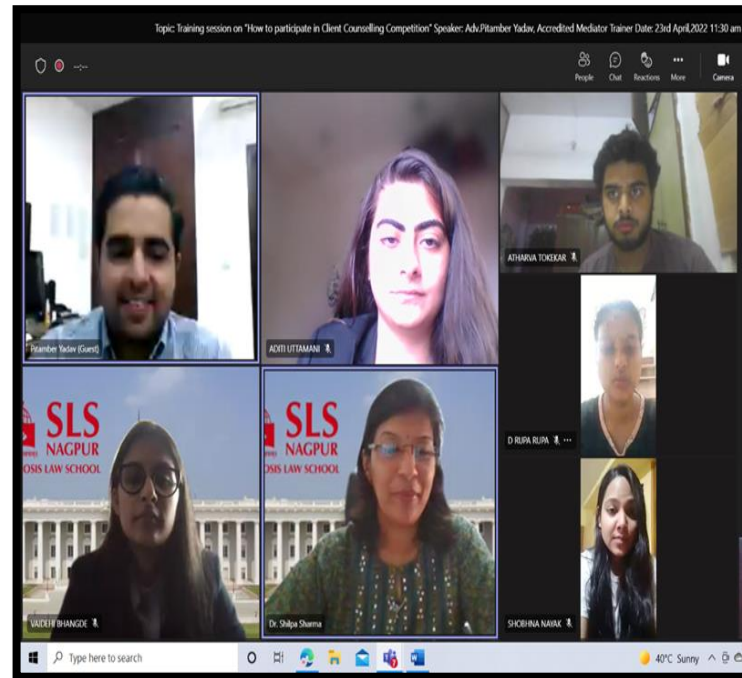 Topic: Training session on "How to participate in Client Counselling Competition" Speaker: Adv.Pitamber Yadav, Accredited Mediator Trainer Date: 23rd April,2022 11:30 am
--:--
People Chat Reactions More Camera
Pitamber Yadav (Guest)
ADITI UTTAMANI
ATHARVA TOKEKAR
D RUPA RUPA
SLS
NAGPUR
OSIS LAW SCHOOL
VAIDEHI BHANGDE
SLS
NAGPUR
OSIS LAW SCHOOL
Dr. Shilpa Sharma
SHOBHNA NAYAK
Type here to search
40°C Sunny